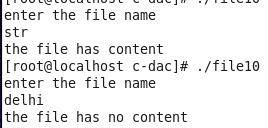 [root@localhost c-dac]# ./file10
enter the file name
str
the file has content
[root@localhost c-dac]# ./file10
enter the file name
delhi
the file has no content